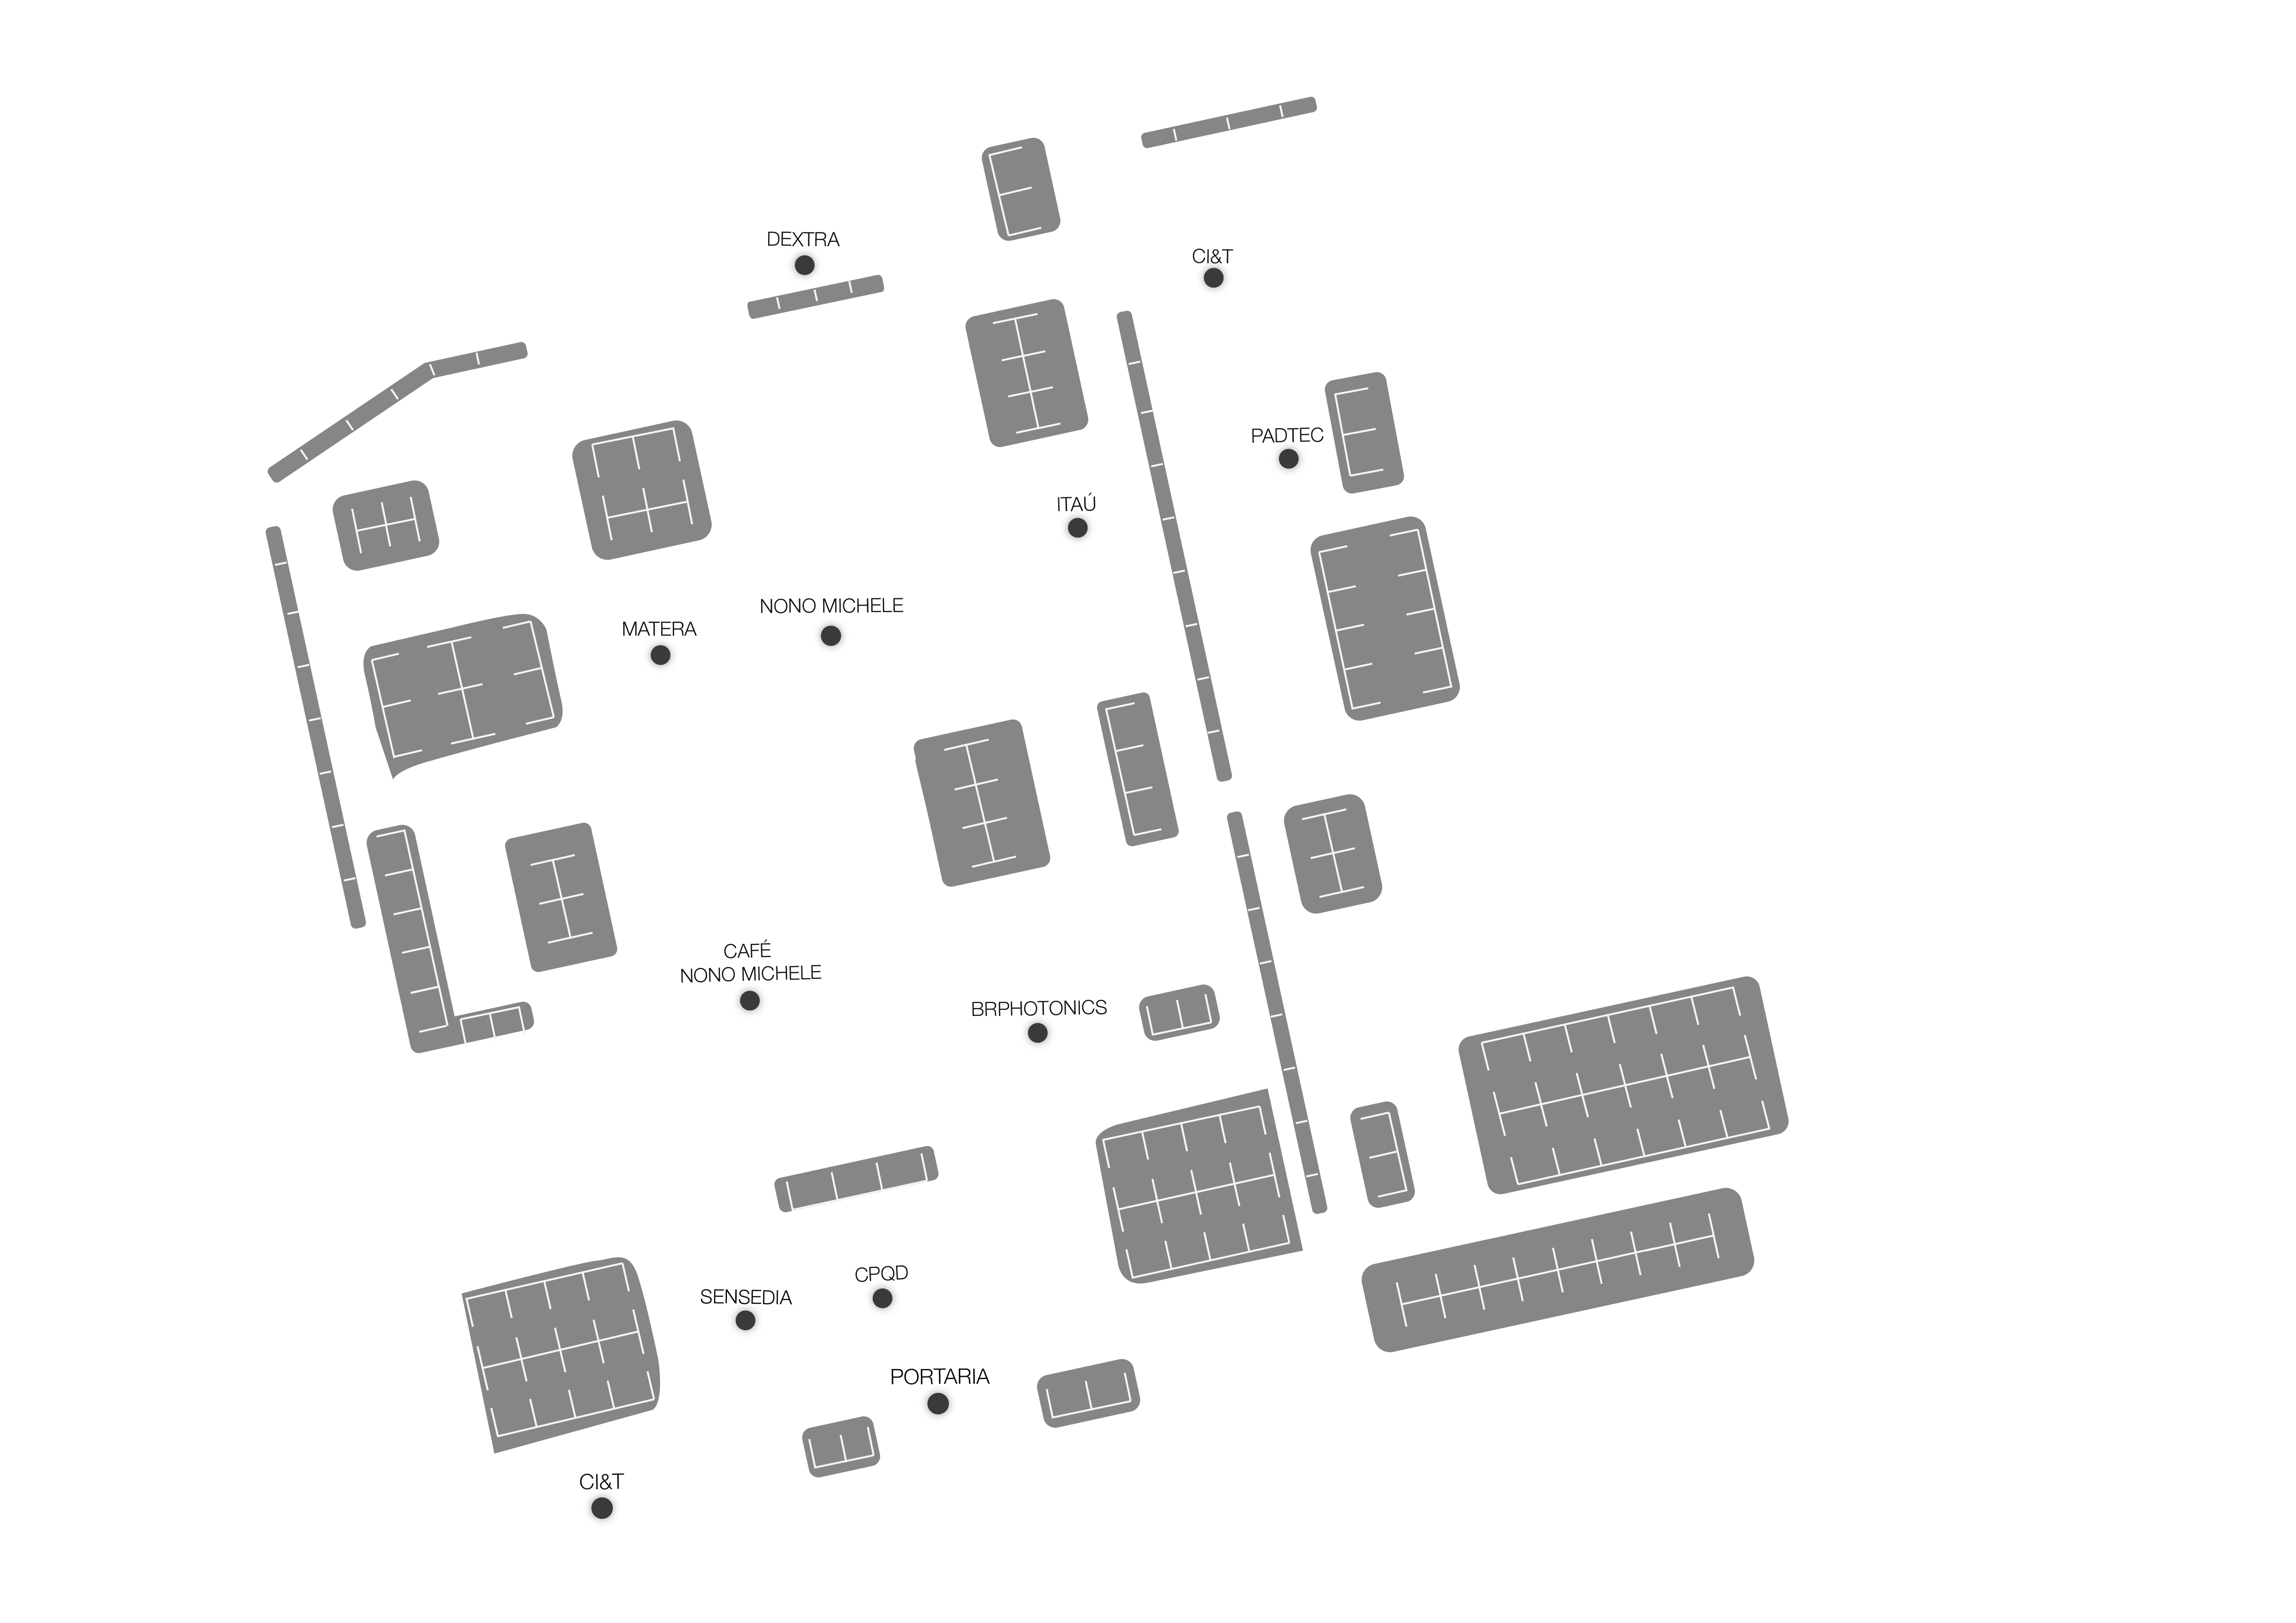 DEXTRA
CI&T
PADTEC
ITAÚ
NONO MICHELE
MATERA
CAFÉ
NONO MICHELE
BRPHOTONICS
CPQD
SENSEDIA
PORTARIA
CI&T